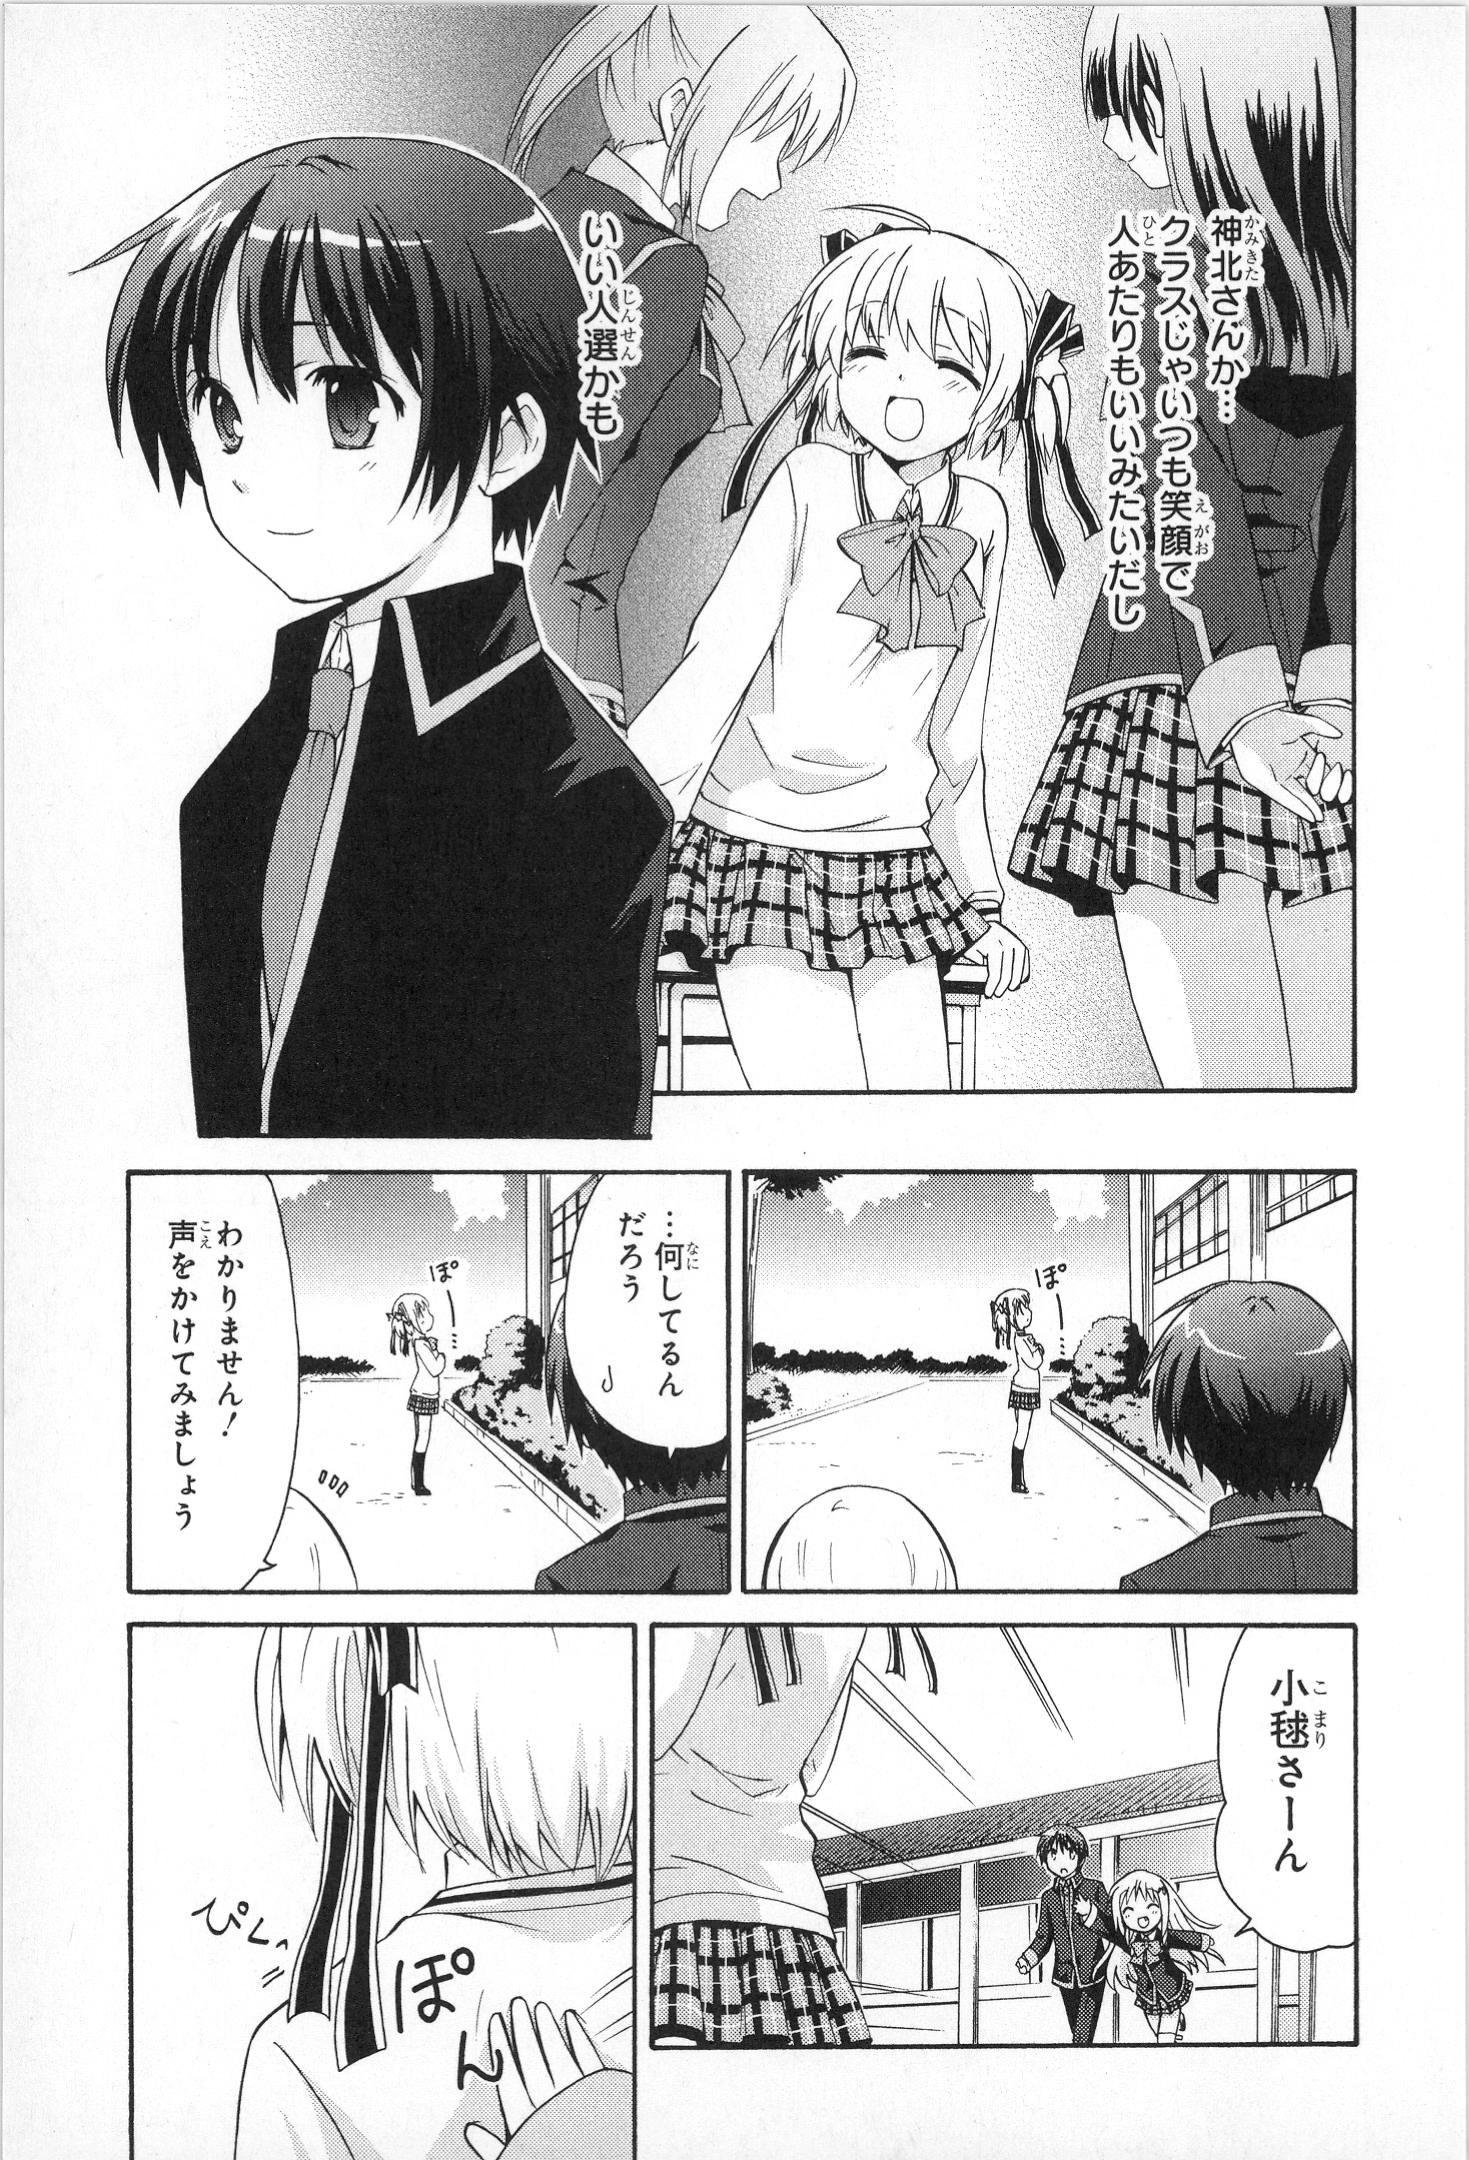 神北さんか…
クラスじゃいつも笑顔で
人あたりもいいみたいだし
いい人選かも
ぽー…
…何してるん
だろう
ぽー…
わかりません！
声をかけてみましょう
小毬さーん
ぽん
ぴくっ